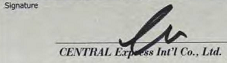 Signature
CENTRAL Express Int'l Co., Ltd.